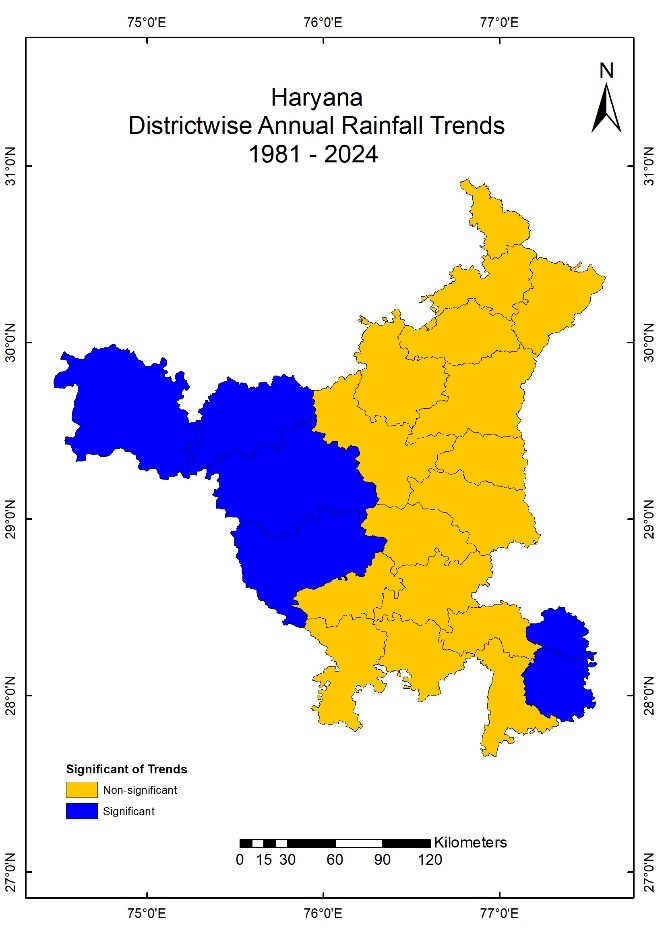 75°0'E 76°0'E 77°0'E
N
Haryana
Districtwise Annual Rainfall Trends
1981 - 2024
31°0'N 31°0'N
30°0'N 30°0'N
29°0'N 29°0'N
28°0'N 28°0'N
Significant of Trends
Non-significant
Significant
Kilometers
0 15 30 60 90 120
27°0'N 27°0'N
75°0'E 76°0'E 77°0'E